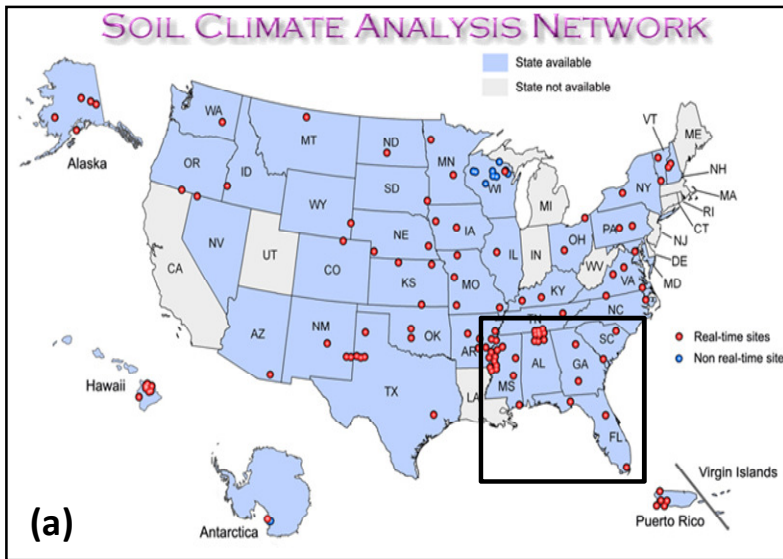 SOIL CLIMATE ANALYSIS NETWORK
State available
State not available
Alaska
WA
MT
ND
MN
VT
ME
OR
ID
SD
WI
NH
NY
MA
WY
MI
RI
CT
NE
IA
PA
NJ
NV
IL
IN
OH
DE
UT
CO
WV
VA
MD
CA
KS
MO
KY
NC
TN
AZ
NM
OK
AR
SC
Real-time sites
Non real-time site
Hawaii
TX
LA
MS
AL
GA
FL
Virgin Islands
Puerto Rico
Antarctica
(a)